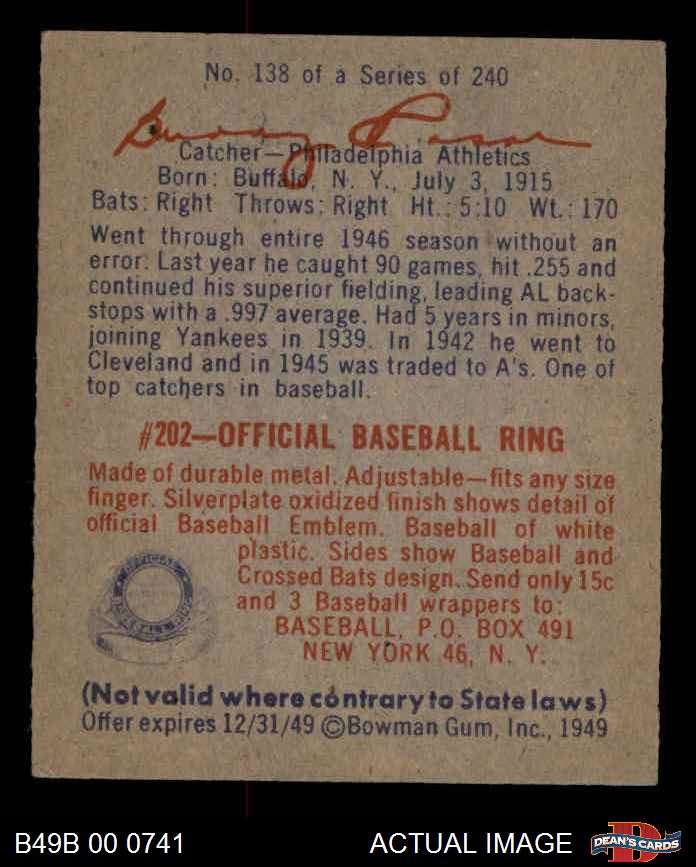 No. 138 of a Series of 240
Buddy Rosar
Catcher—Philadelphia Athletics
Born: Buffalo, N. Y., July 3, 1915
Bats: Right Throws: Right Ht.: 5:10 Wt.: 170
Went through entire 1946 season without an
error. Last year he caught 90 games, hit .255 and
continued his superior fielding, leading AL back-
stops with a .997 average. Had 5 years in minors,
joining Yankees in 1939. In 1942 he went to
Cleveland and in 1945 was traded to A's. One of
top catchers in baseball.
#202—OFFICIAL BASEBALL RING
Made of durable metal. Adjustable—fits any size
finger. Silverplate oxidized finish shows detail of
official Baseball Emblem. Baseball of white
plastic. Sides show Baseball and
Crossed Bats design. Send only 15c
and 3 Baseball wrappers to:
BASEBALL, P.O. BOX 491
NEW YORK 46, N. Y.
(Not valid where contrary to State laws)
Offer expires 12/31/49 ©Bowman Gum, Inc., 1949
B49B 00 0741
ACTUAL IMAGE
D
DEAN'S CARDS